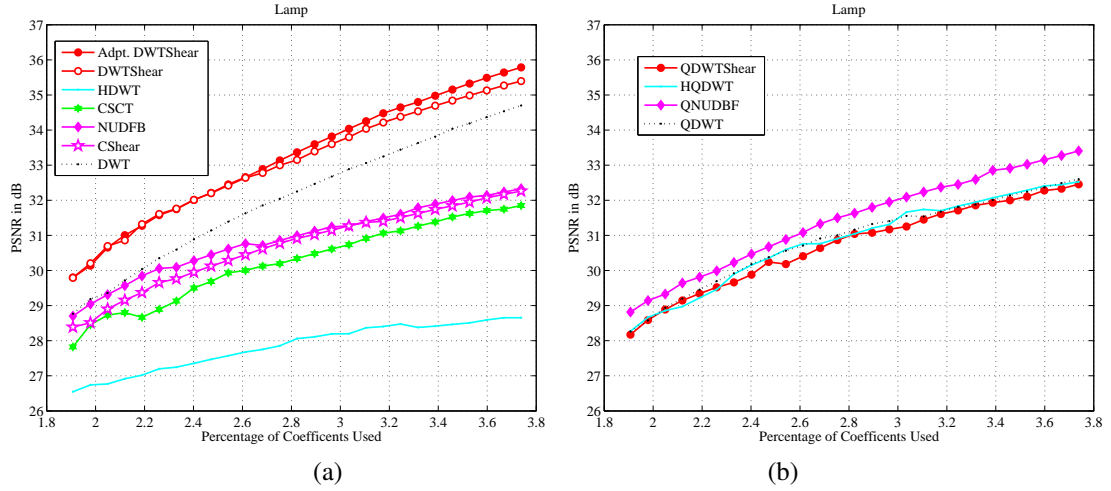 Lamp
37
36
35
34
33
32
31
30
29
28
27
26
PSNR in dB
Adpt. DWTShear
DWTShear
HDWT
CSCT
NUDFB
CShear
DWT
1.8 2 2.2 2.4 2.6 2.8 3 3.2 3.4 3.6 3.8
Percentage of Coefficents Used
(a)
Lamp
37
36
35
34
33
32
31
30
29
28
27
26
PSNR in dB
QDWTShear
HQDWT
QNUDBF
QDWT
1.8 2 2.2 2.4 2.6 2.8 3 3.2 3.4 3.6 3.8
Percentage of Coefficents Used
(b)